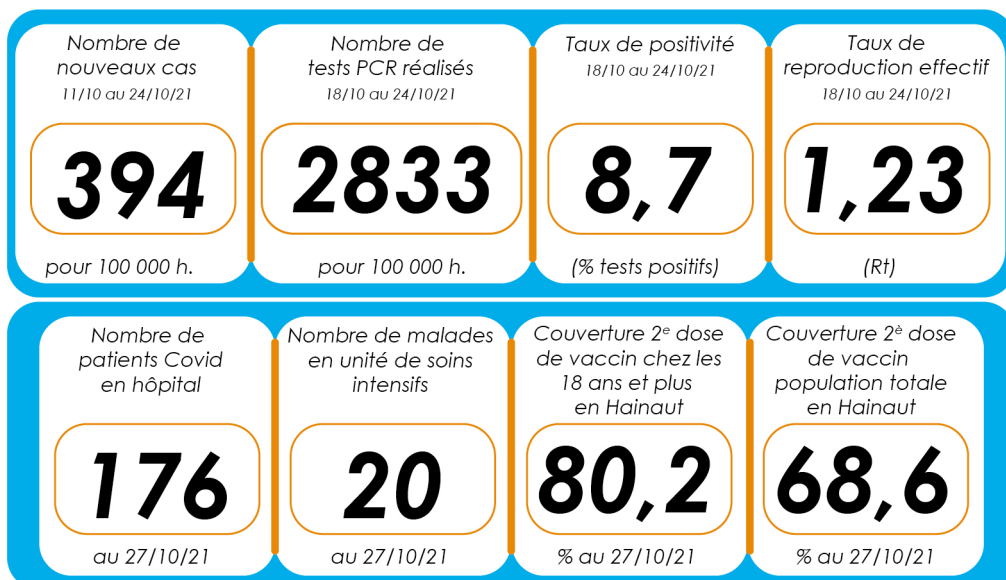 Nombre de
nouveaux cas
11/10 au 24/10/21
394
pour 100 000 h.
Nombre de
tests PCR réalisés
18/10 au 24/10/21
2833
pour 100 000 h.
Taux de positivité
18/10 au 24/10/21
8,7
(% tests positifs)
Taux de
reproduction effectif
18/10 au 24/10/21
1,23
(Rt)
Nombre de
patients Covid
en hôpital
176
au 27/10/21
Nombre de malades
en unité de soins
intensifs
20
au 27/10/21
Couverture 2e dose
de vaccin chez les
18 ans et plus
en Hainaut
80,2
% au 27/10/21
Couverture 2è dose
de vaccin
population totale
en Hainaut
68,6
% au 27/10/21